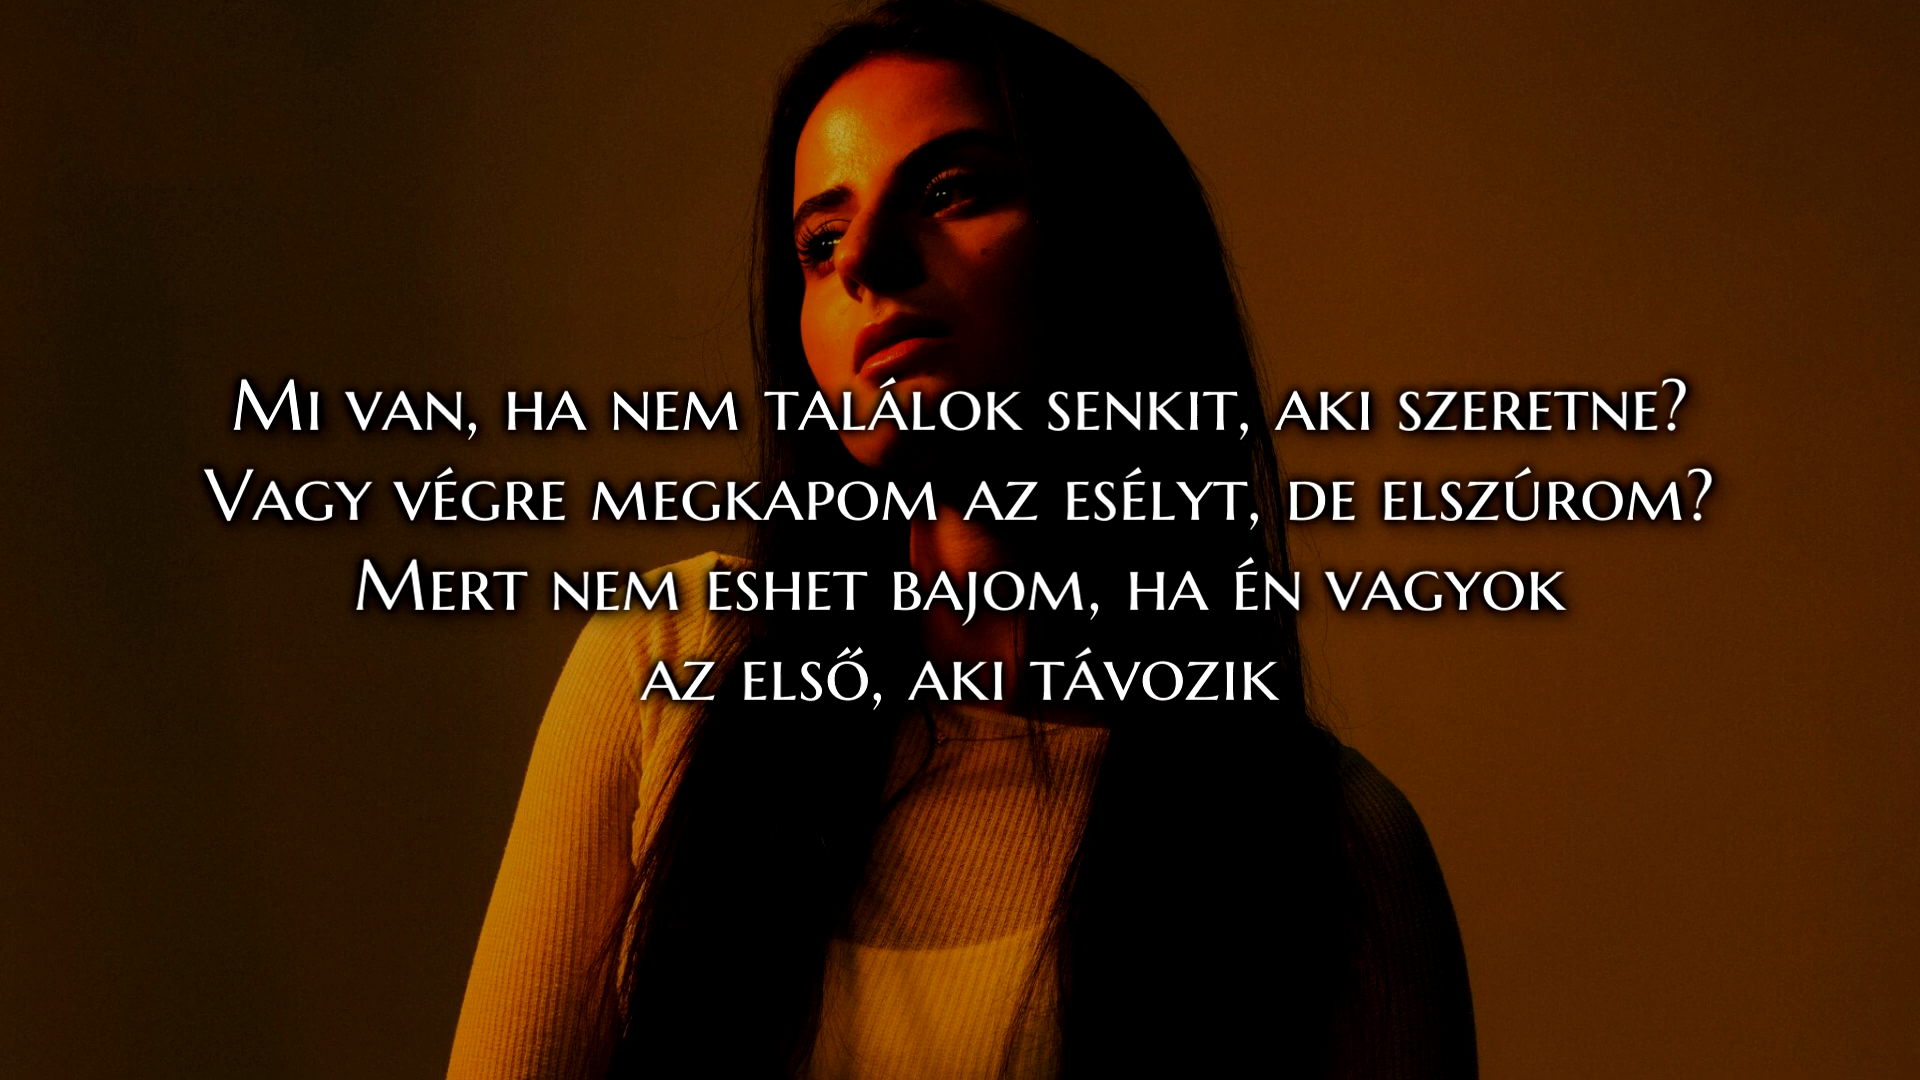 Mi van, ha nem találok senkit, aki szeretne?
Vagy végre megkapom az esélyt, de elszúrom?
Mert nem eshet bajom, ha én vagyok
az első, aki távozik